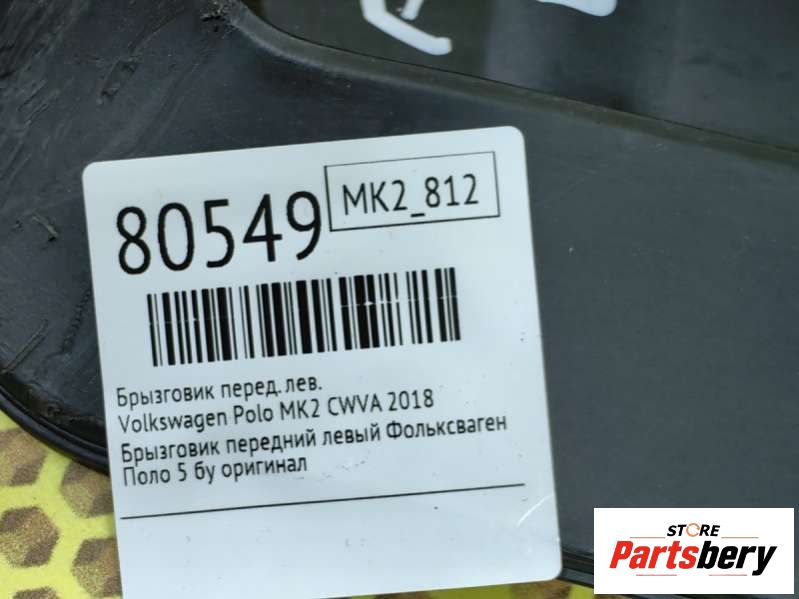 80549
MK2_812
Брызговик перед. лев.
Volkswagen Polo MK2 CWVA 2018
Брызговик передний левый Фольксваген
Поло 5 бу оригинал
STORE
Partsbery